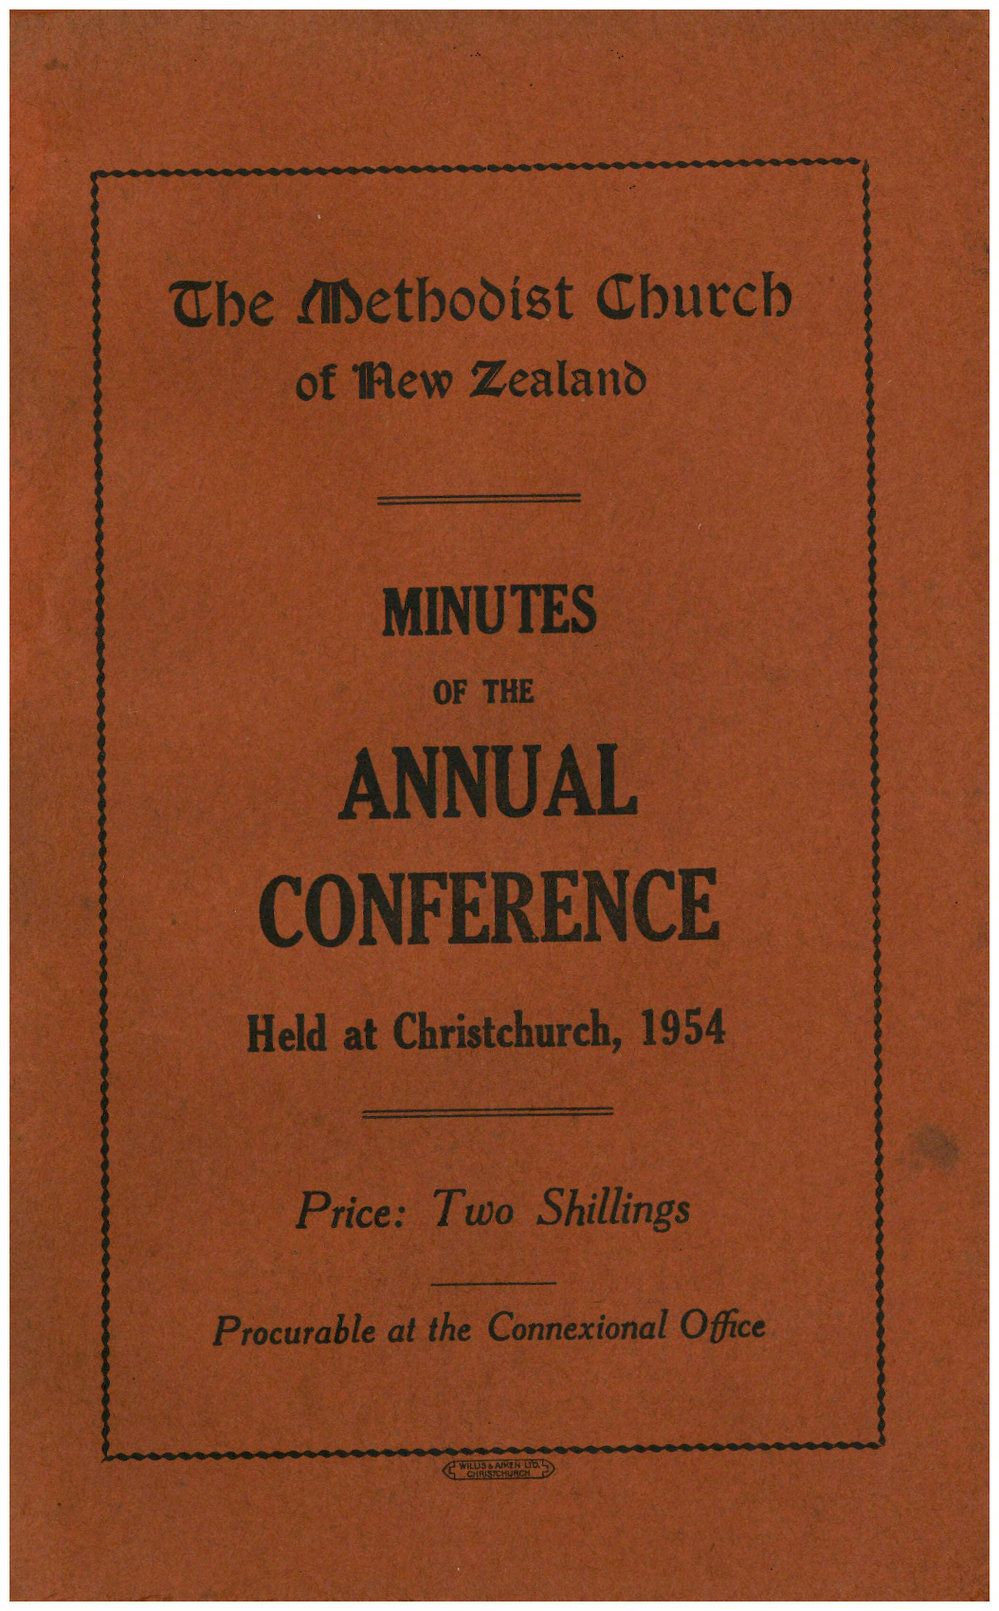 The Methodist Church
of New Zealand
MINUTES
OF THE
ANNUAL
CONFERENCE
Held at Christchurch, 1954
Price: Two Shillings
Procurable at the Connexional Office
WILLIS & AIKEN LTD.
CHRISTCHURCH